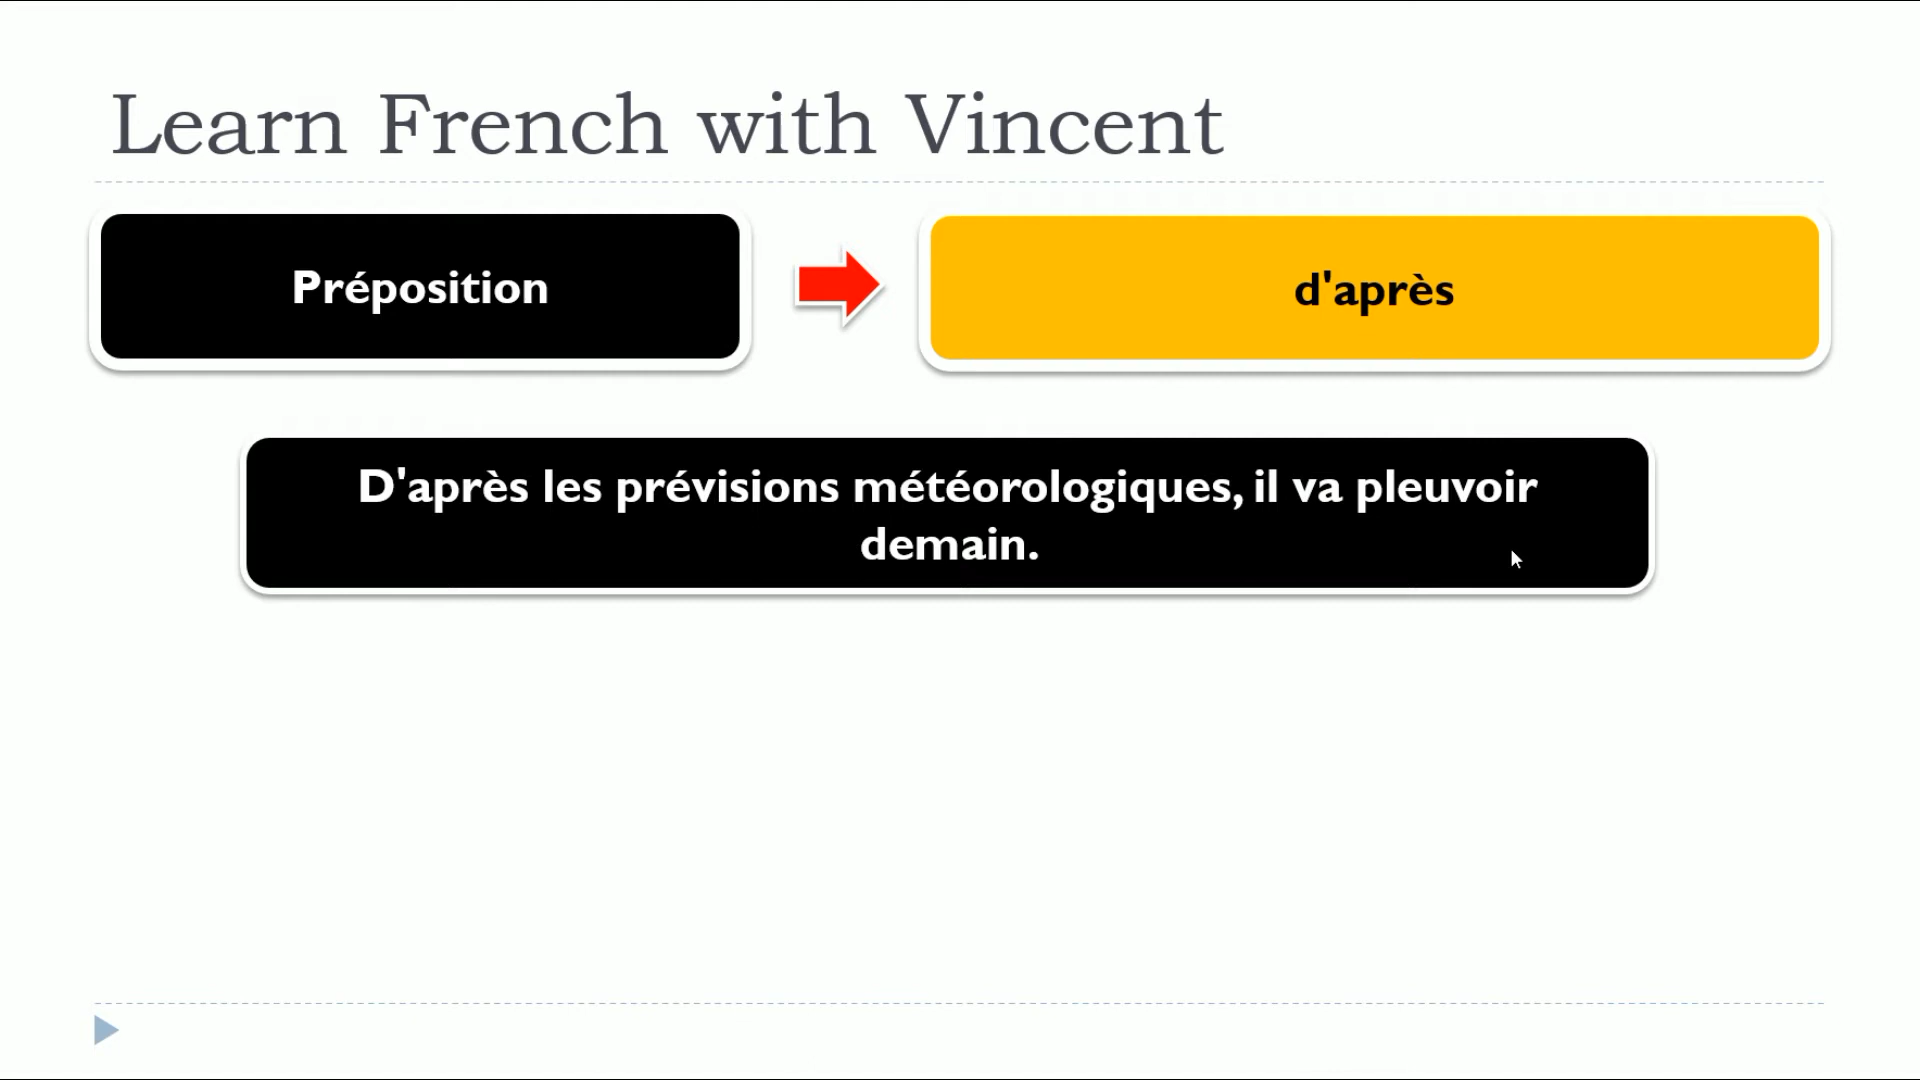 Learn French with Vincent
Préposition
d'après
D'après les prévisions météorologiques, il va pleuvoir
demain.